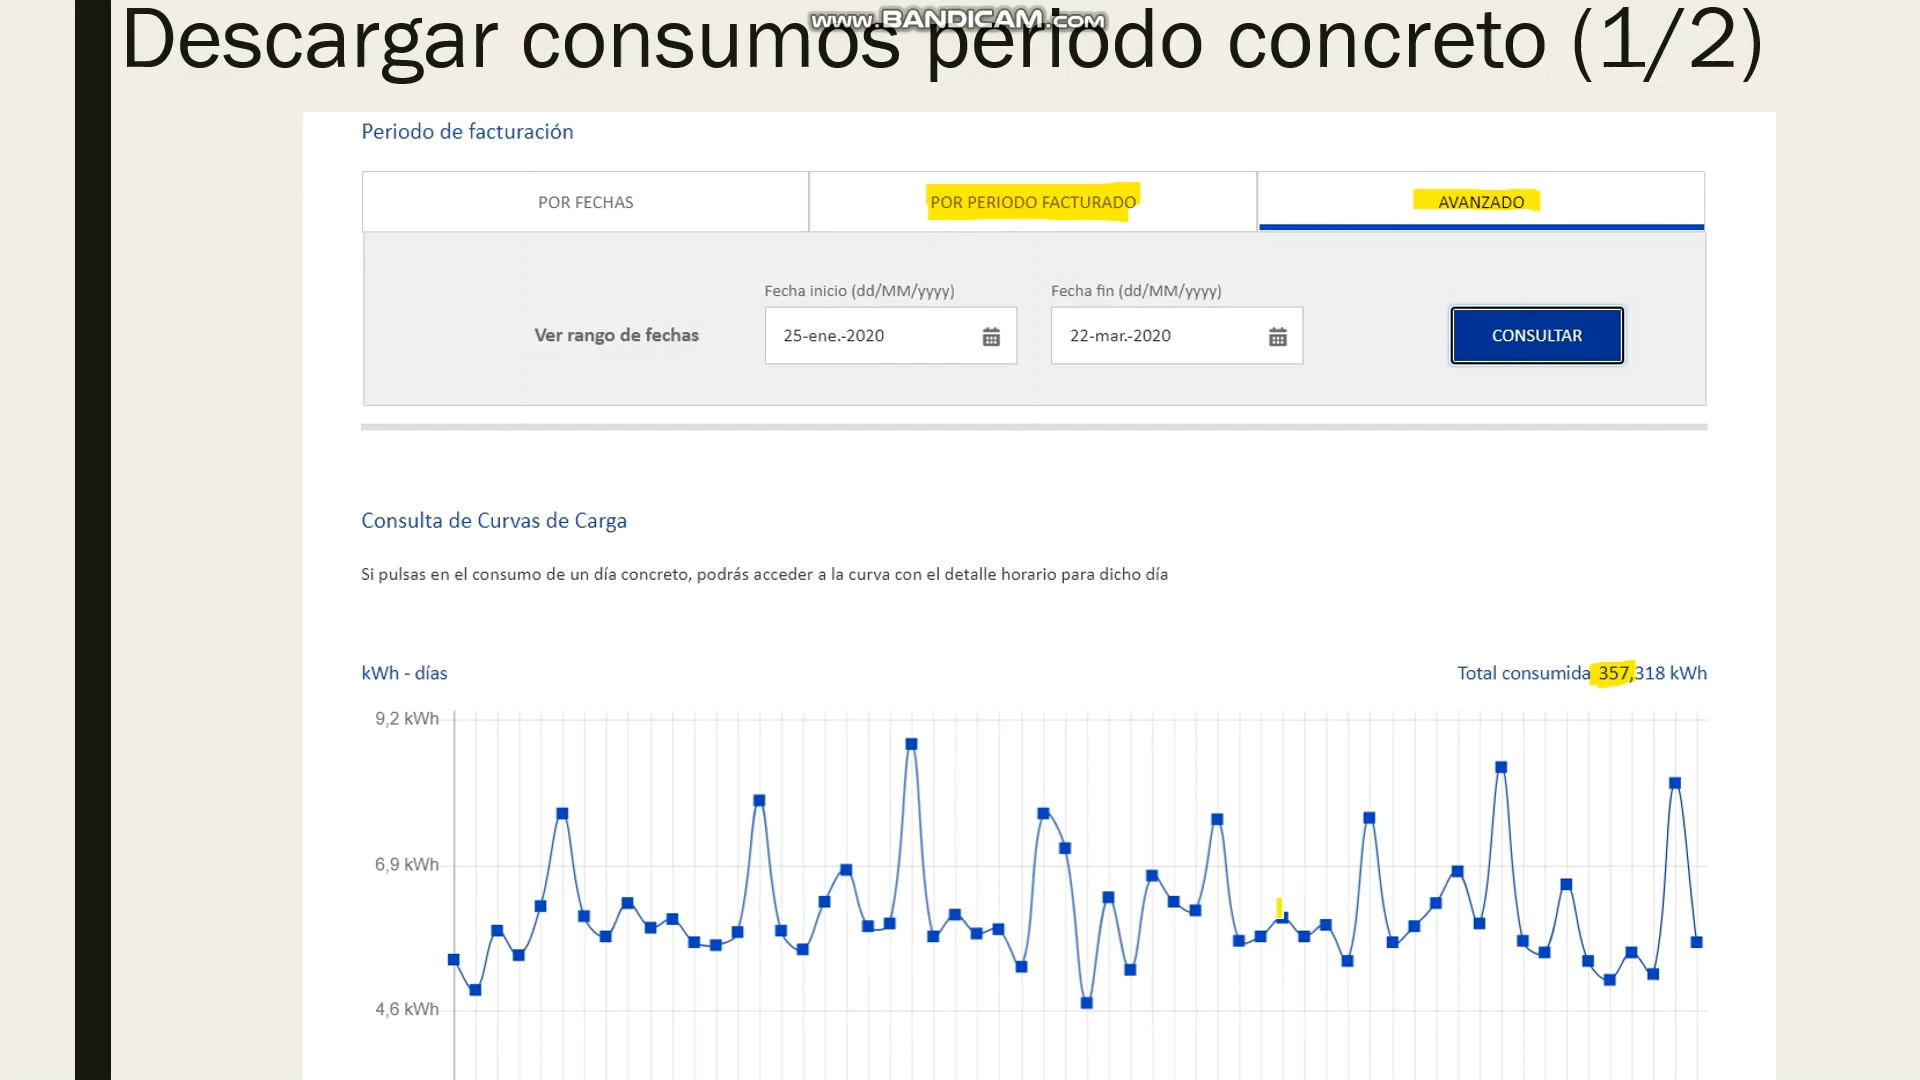 www.BANDICAM.com
Descargar consumos periodo concreto (1/2)
Periodo de facturación
POR FECHAS
POR PERIODO FACTURADO
AVANZADO
Fecha inicio (dd/MM/yyyy)
Fecha fin (dd/MM/yyyy)
Ver rango de fechas
25-ene.-2020
22-mar.-2020
CONSULTAR
Consulta de Curvas de Carga
Si pulsas en el consumo de un día concreto, podrás acceder a la curva con el detalle horario para dicho día
kWh - días
Total consumida 357,318 kWh
9,2 kWh
6,9 kWh
4,6 kWh